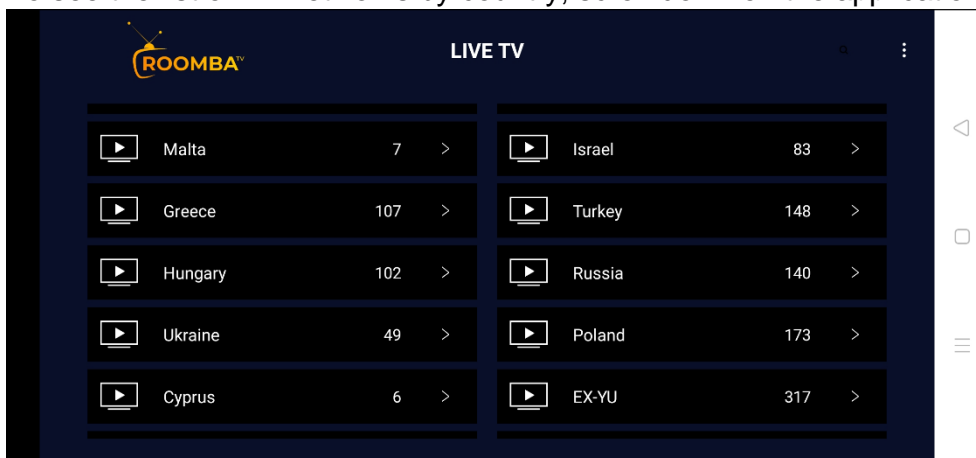 LIVE TV
ROOMBA TV
Malta 7 >
Israel 83 >
Greece 107 >
Turkey 148 >
Hungary 102 >
Russia 140 >
Ukraine 49 >
Poland 173 >
Cyprus 6 >
EX-YU 317 >